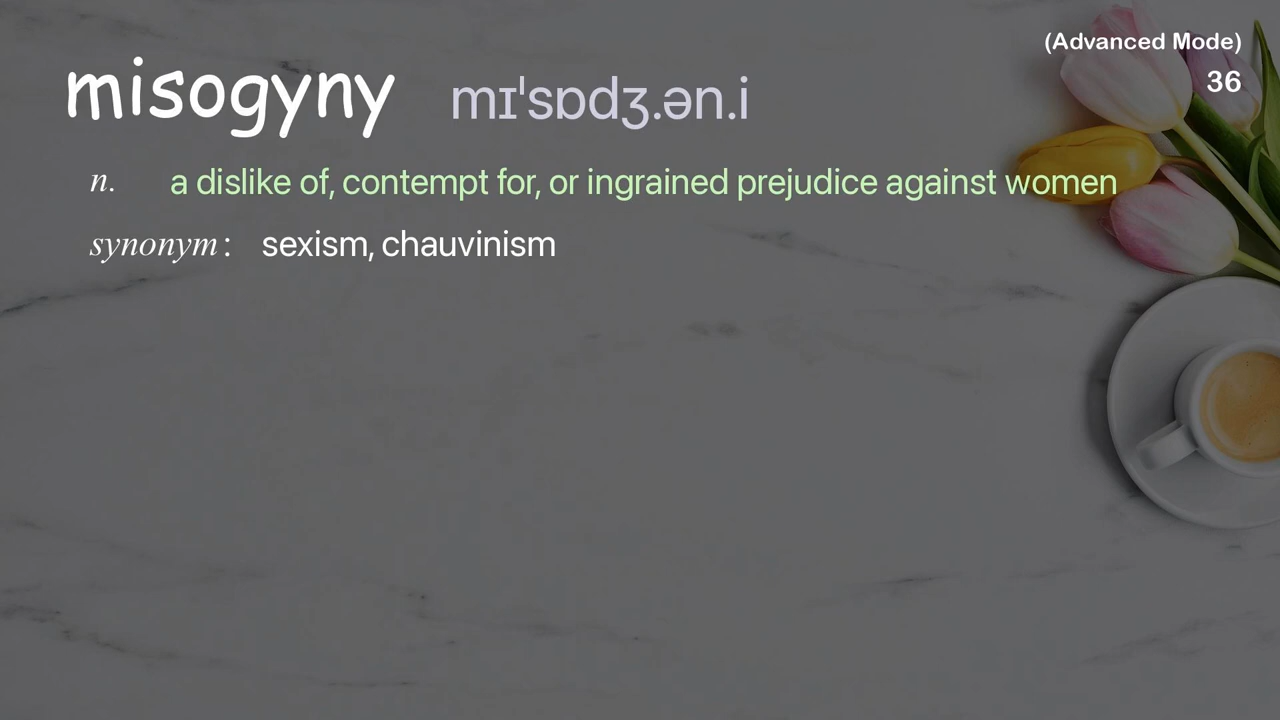 (Advanced Mode)
misogyny mɪˈsɒdʒ.ən.i
36
n. a dislike of, contempt for, or ingrained prejudice against women
synonym : sexism, chauvinism